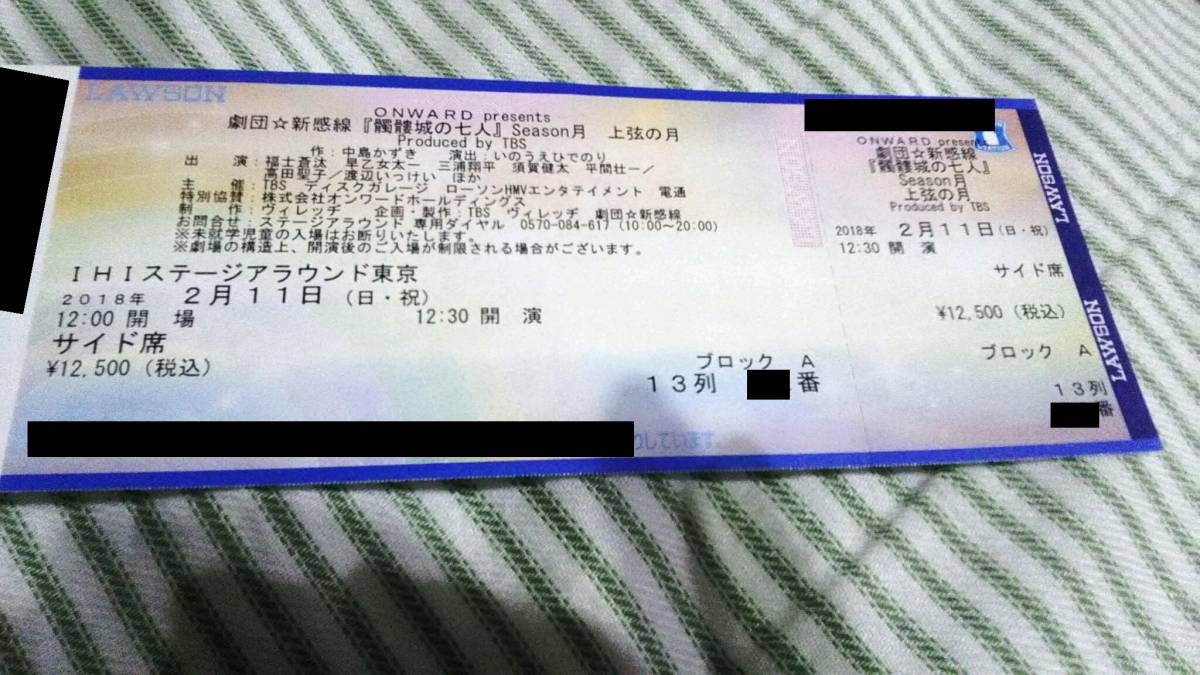 LAWSON
ONWARD presents
劇団☆新感線『髑髏城の七人』Season月 上弦の月
Produced by TBS
作:中島かずき 演出:いのうえひでのり
出 演:福士蒼汰 早乙女太一 三浦翔平 須賀健太 平間壮一/
高田聖子/渡辺いっけい ほか
主 催:TBS ディスクガレージ ローソンHMVエンタテイメント 電通
特別協賛:株式会社オンワードホールディングス
制 作:ヴィレッヂ 企画・製作:TBS ヴィレッヂ 劇団☆新感線
お問合せ:ステージアラウンド 専用ダイヤル 0570-084-617(10:00～20:00)
※未就学児童の入場はお断りいたします。
※劇場の構造上、開演後のご入場が制限される場合がございます。
IHIステージアラウンド東京
2018年 2月11日(日・祝)
12:00 開 場 12:30 開 演
サイド席
¥12,500(税込)
ブロック A
13列 番
しています
ONWARD presen
劇団☆新感線
『髑髏城の七人』
Season月
上弦の月
Produced by TBS
2018年 2月11日(日・祝)
12:30 開 演
サイド席
¥12,500(税込)
ブロック A
13列
番
LAWSON
LAWSON